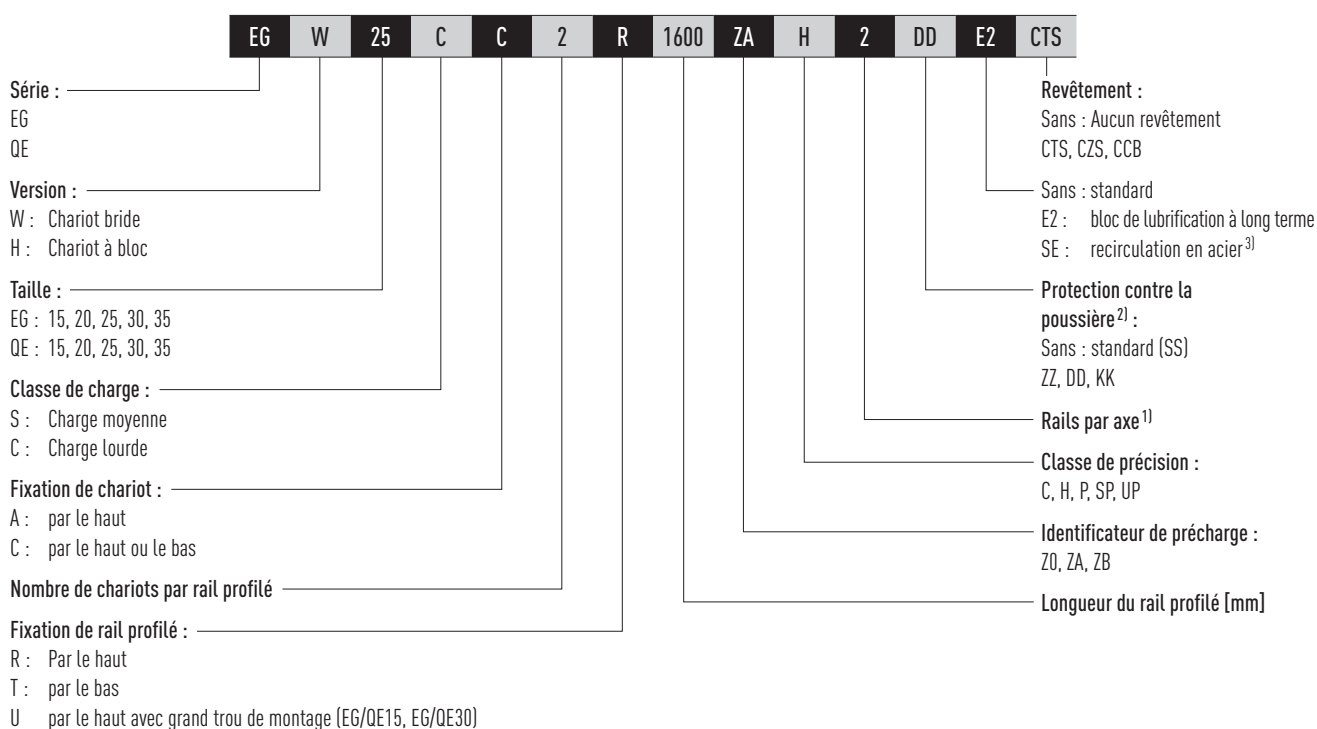 EG W 25 C C 2 R 1600 ZA H 2 DD E2 CTS
Série :
EG
QE
Version :
W : Chariot bride
H : Chariot à bloc
Taille :
EG : 15, 20, 25, 30, 35
QE : 15, 20, 25, 30, 35
Classe de charge :
S : Charge moyenne
C : Charge lourde
Fixation de chariot :
A : par le haut
C : par le haut ou le bas
Nombre de chariots par rail profilé
Fixation de rail profilé :
R : Par le haut
T : par le bas
U par le haut avec grand trou de montage (EG/QE15, EG/QE30)
Revêtement :
Sans : Aucun revêtement
CTS, CZS, CCB
Sans : standard
E2 : bloc de lubrification à long terme
SE : recirculation en acier 3)
Protection contre la
poussière 2) :
Sans : standard (SS)
ZZ, DD, KK
Rails par axe 1)
Classe de précision :
C, H, P, SP, UP
Identificateur de précharge :
Z0, ZA, ZB
Longueur du rail profilé [mm]